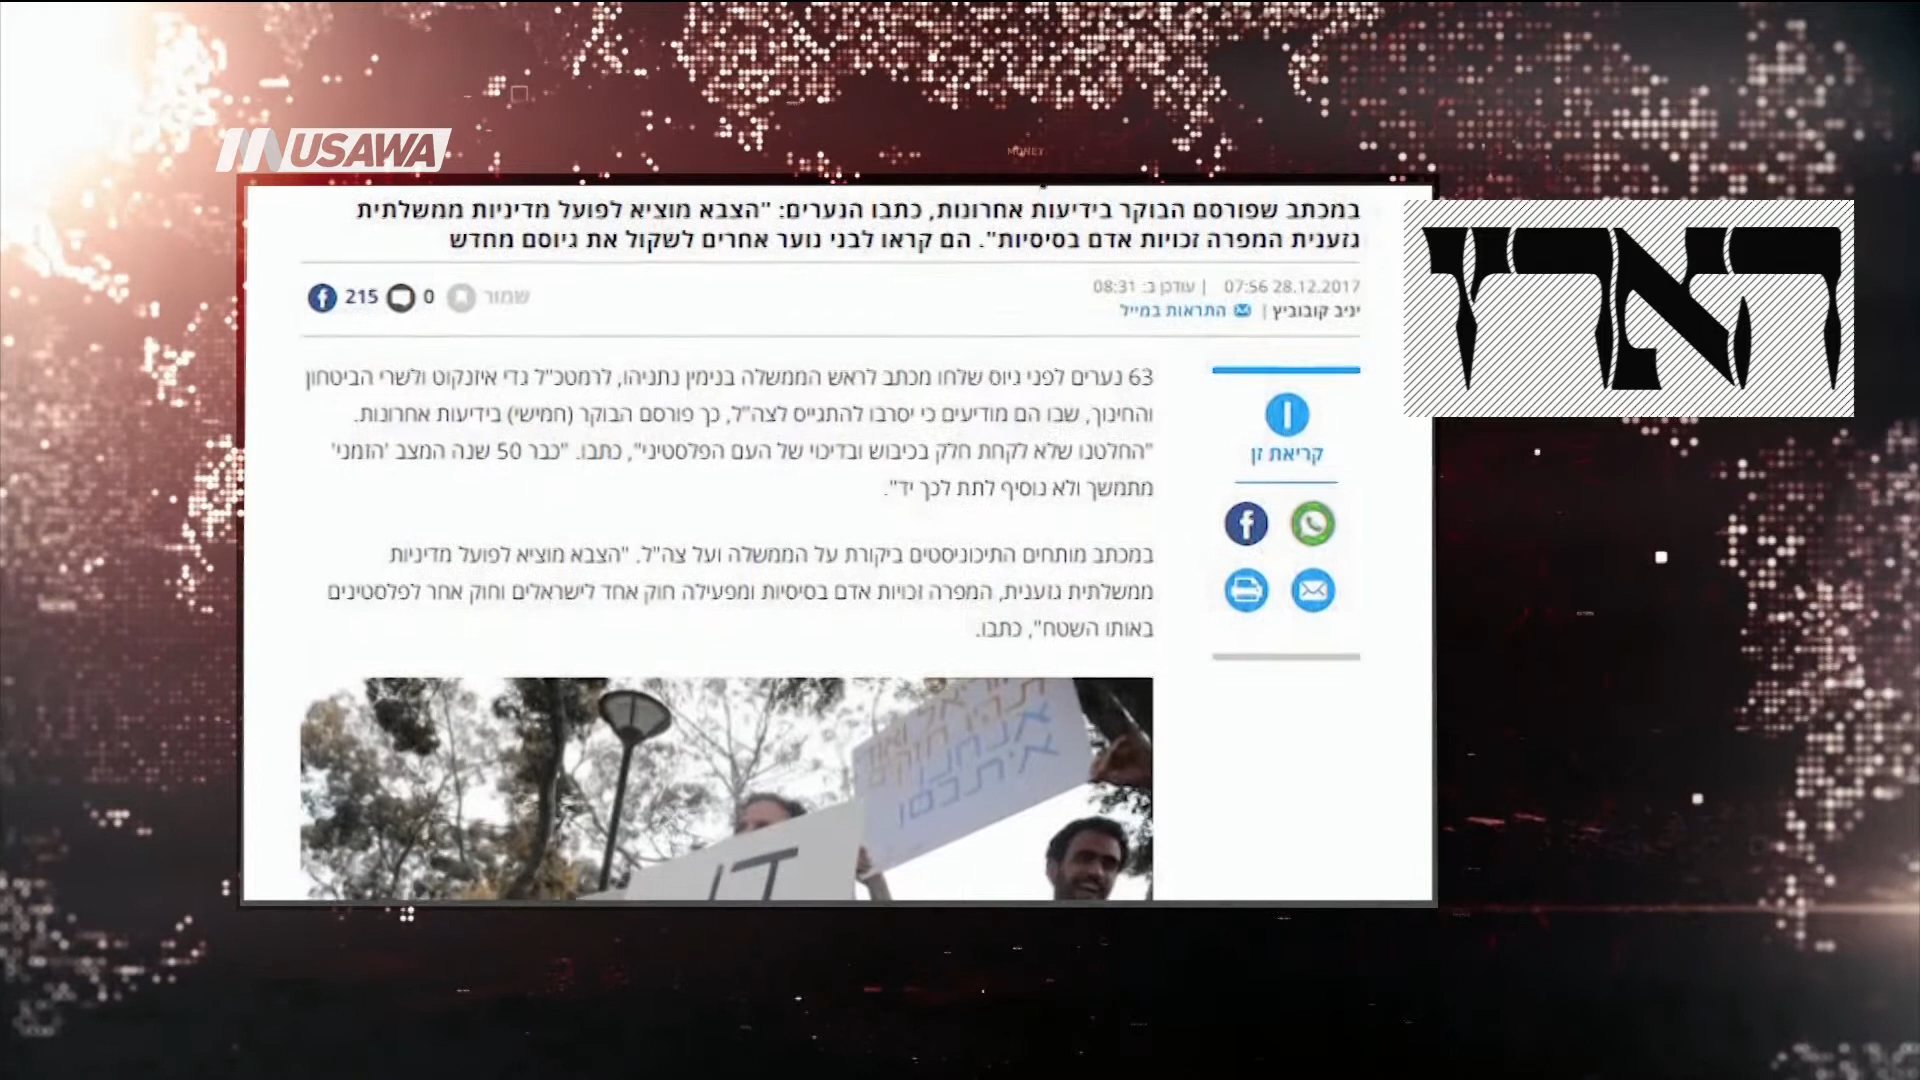 MUSAWA
MONEY
הארץ
במכתב שפורסם הבוקר בידיעות אחרונות, כתבו הנערים: "הצבא מוציא לפועל מדיניות ממשלתית
גזענית המפרה זכויות אדם בסיסיות". הם קראו לבני נוער אחרים לשקול את גיוסם מחדש
28.12.2017 07:56 | עודכן ב: 08:31
יניב קובוביץ | התראות במייל
שמור 0 215
63 נערים לפני גיוס שלחו מכתב לראש הממשלה בנימין נתניהו, לרמטכ"ל גדי איזנקוט ולשרי הביטחון
והחינוך, שבו הם מודיעים כי יסרבו להתגייס לצה"ל, כך פורסם הבוקר (חמישי) בידיעות אחרונות.
"החלטנו שלא לקחת חלק בכיבוש ובדיכוי של העם הפלסטיני", כתבו. "כבר 50 שנה המצב 'הזמני'
מתמשך ולא נוסיף לתת לכך יד".
במכתב מותחים התיכוניסטים ביקורת על הממשלה ועל צה"ל. "הצבא מוציא לפועל מדיניות
ממשלתית גזענית, המפרה זכויות אדם בסיסיות ומפעילה חוק אחד לישראלים וחוק אחר לפלסטינים
באותו השטח", כתבו.
קריאת זן
אנחנו
איתכם!